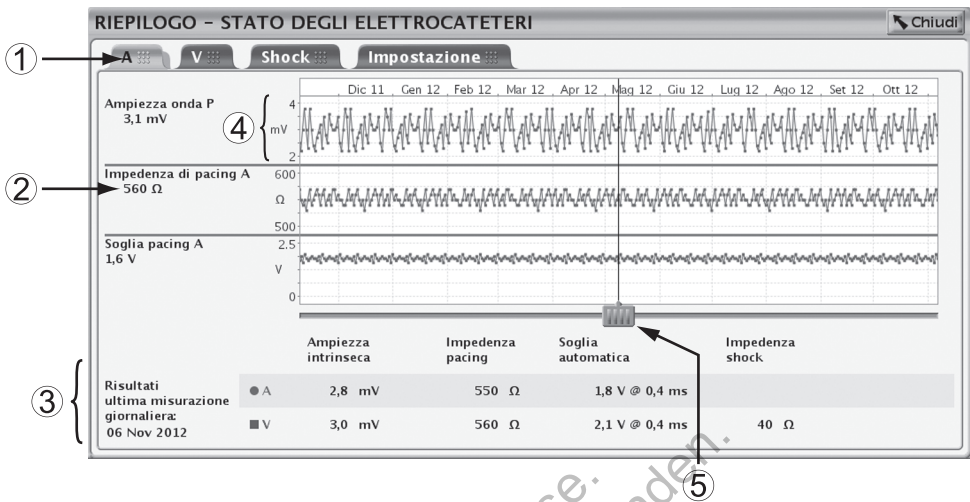 RIEPILOGO – STATO DEGLI ELETTROCATETERI
Chiudi
1
A
V
Shock
Impostazione
Dic 11 Gen 12 Feb 12 Mar 12 Apr 12 Mag 12 Giu 12 Lug 12 Ago 12 Set 12 Ott 12
Ampiezza onda P
3,1 mV
4
4
mV
2
2
Impedenza di pacing A
560 Ω
600
Ω
500
Soglia pacing A
1,6 V
2.5
V
0
Ampiezza intrinseca
Impedenza pacing
Soglia automatica
Impedenza shock
3
Risultati
ultima misurazione
giornaliera:
06 Nov 2012
A 2,8 mV 550 Ω 1,8 V @ 0,4 ms
V 3,0 mV 560 Ω 2,1 V @ 0,4 ms 40 Ω
5